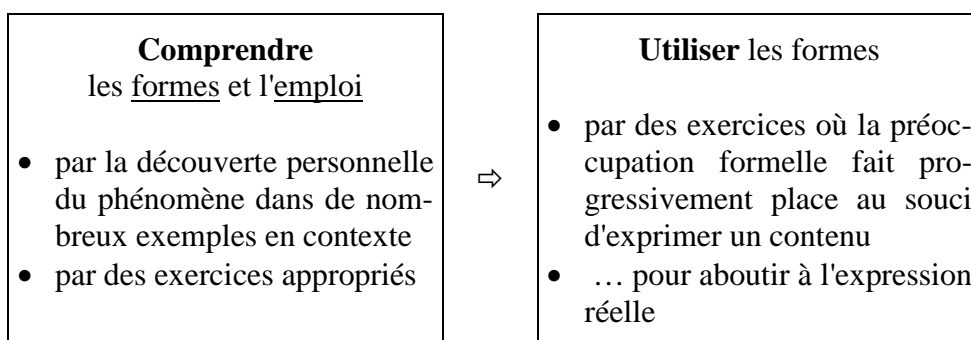 Comprendre
les formes et l'emploi
• par la découverte personnelle
du phénomène dans de nom-
breux exemples en contexte
• par des exercices appropriés
⇨
Utiliser les formes
• par des exercices où la préoc-
cupation formelle fait pro-
gressivement place au souci
d'exprimer un contenu
• … pour aboutir à l'expression
réelle